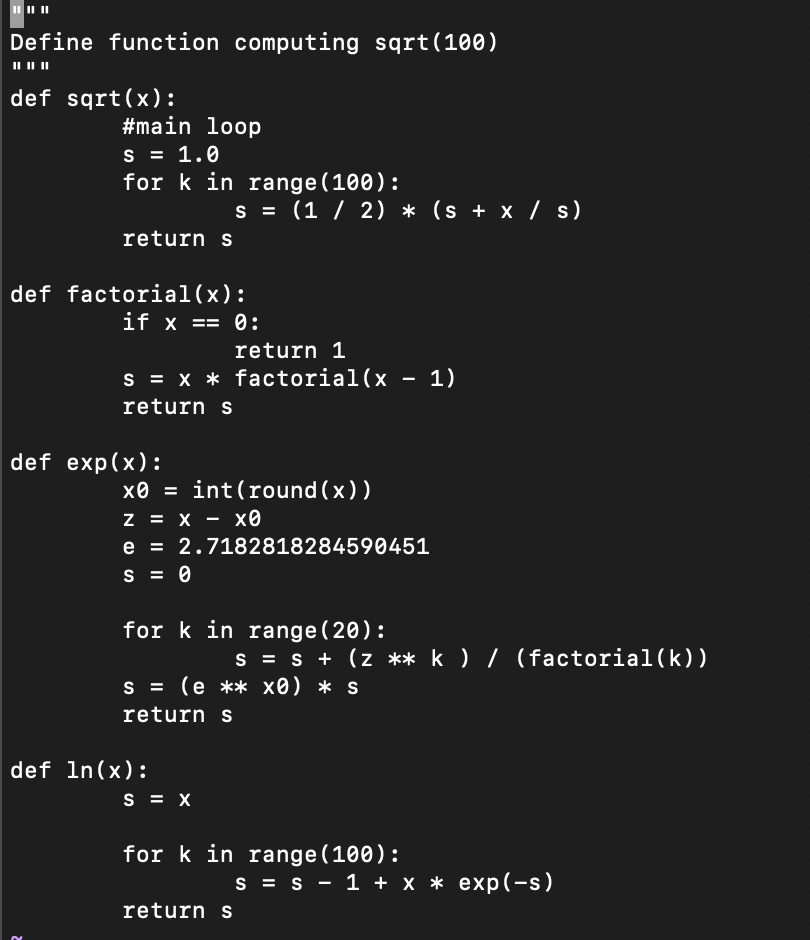 """
Define function computing sqrt(100)
"""
def sqrt(x):
        #main loop
        s = 1.0
        for k in range(100):
                s = (1 / 2) * (s + x / s)
        return s

def factorial(x):
        if x == 0:
                return 1
        s = x * factorial(x - 1)
        return s

def exp(x):
        x0 = int(round(x))
        z = x - x0
        e = 2.7182818284590451
        s = 0

        for k in range(20):
                s = s + (z ** k ) / (factorial(k))
        s = (e ** x0) * s
        return s

def ln(x):
        s = x

        for k in range(100):
                s = s - 1 + x * exp(-s)
        return s
~